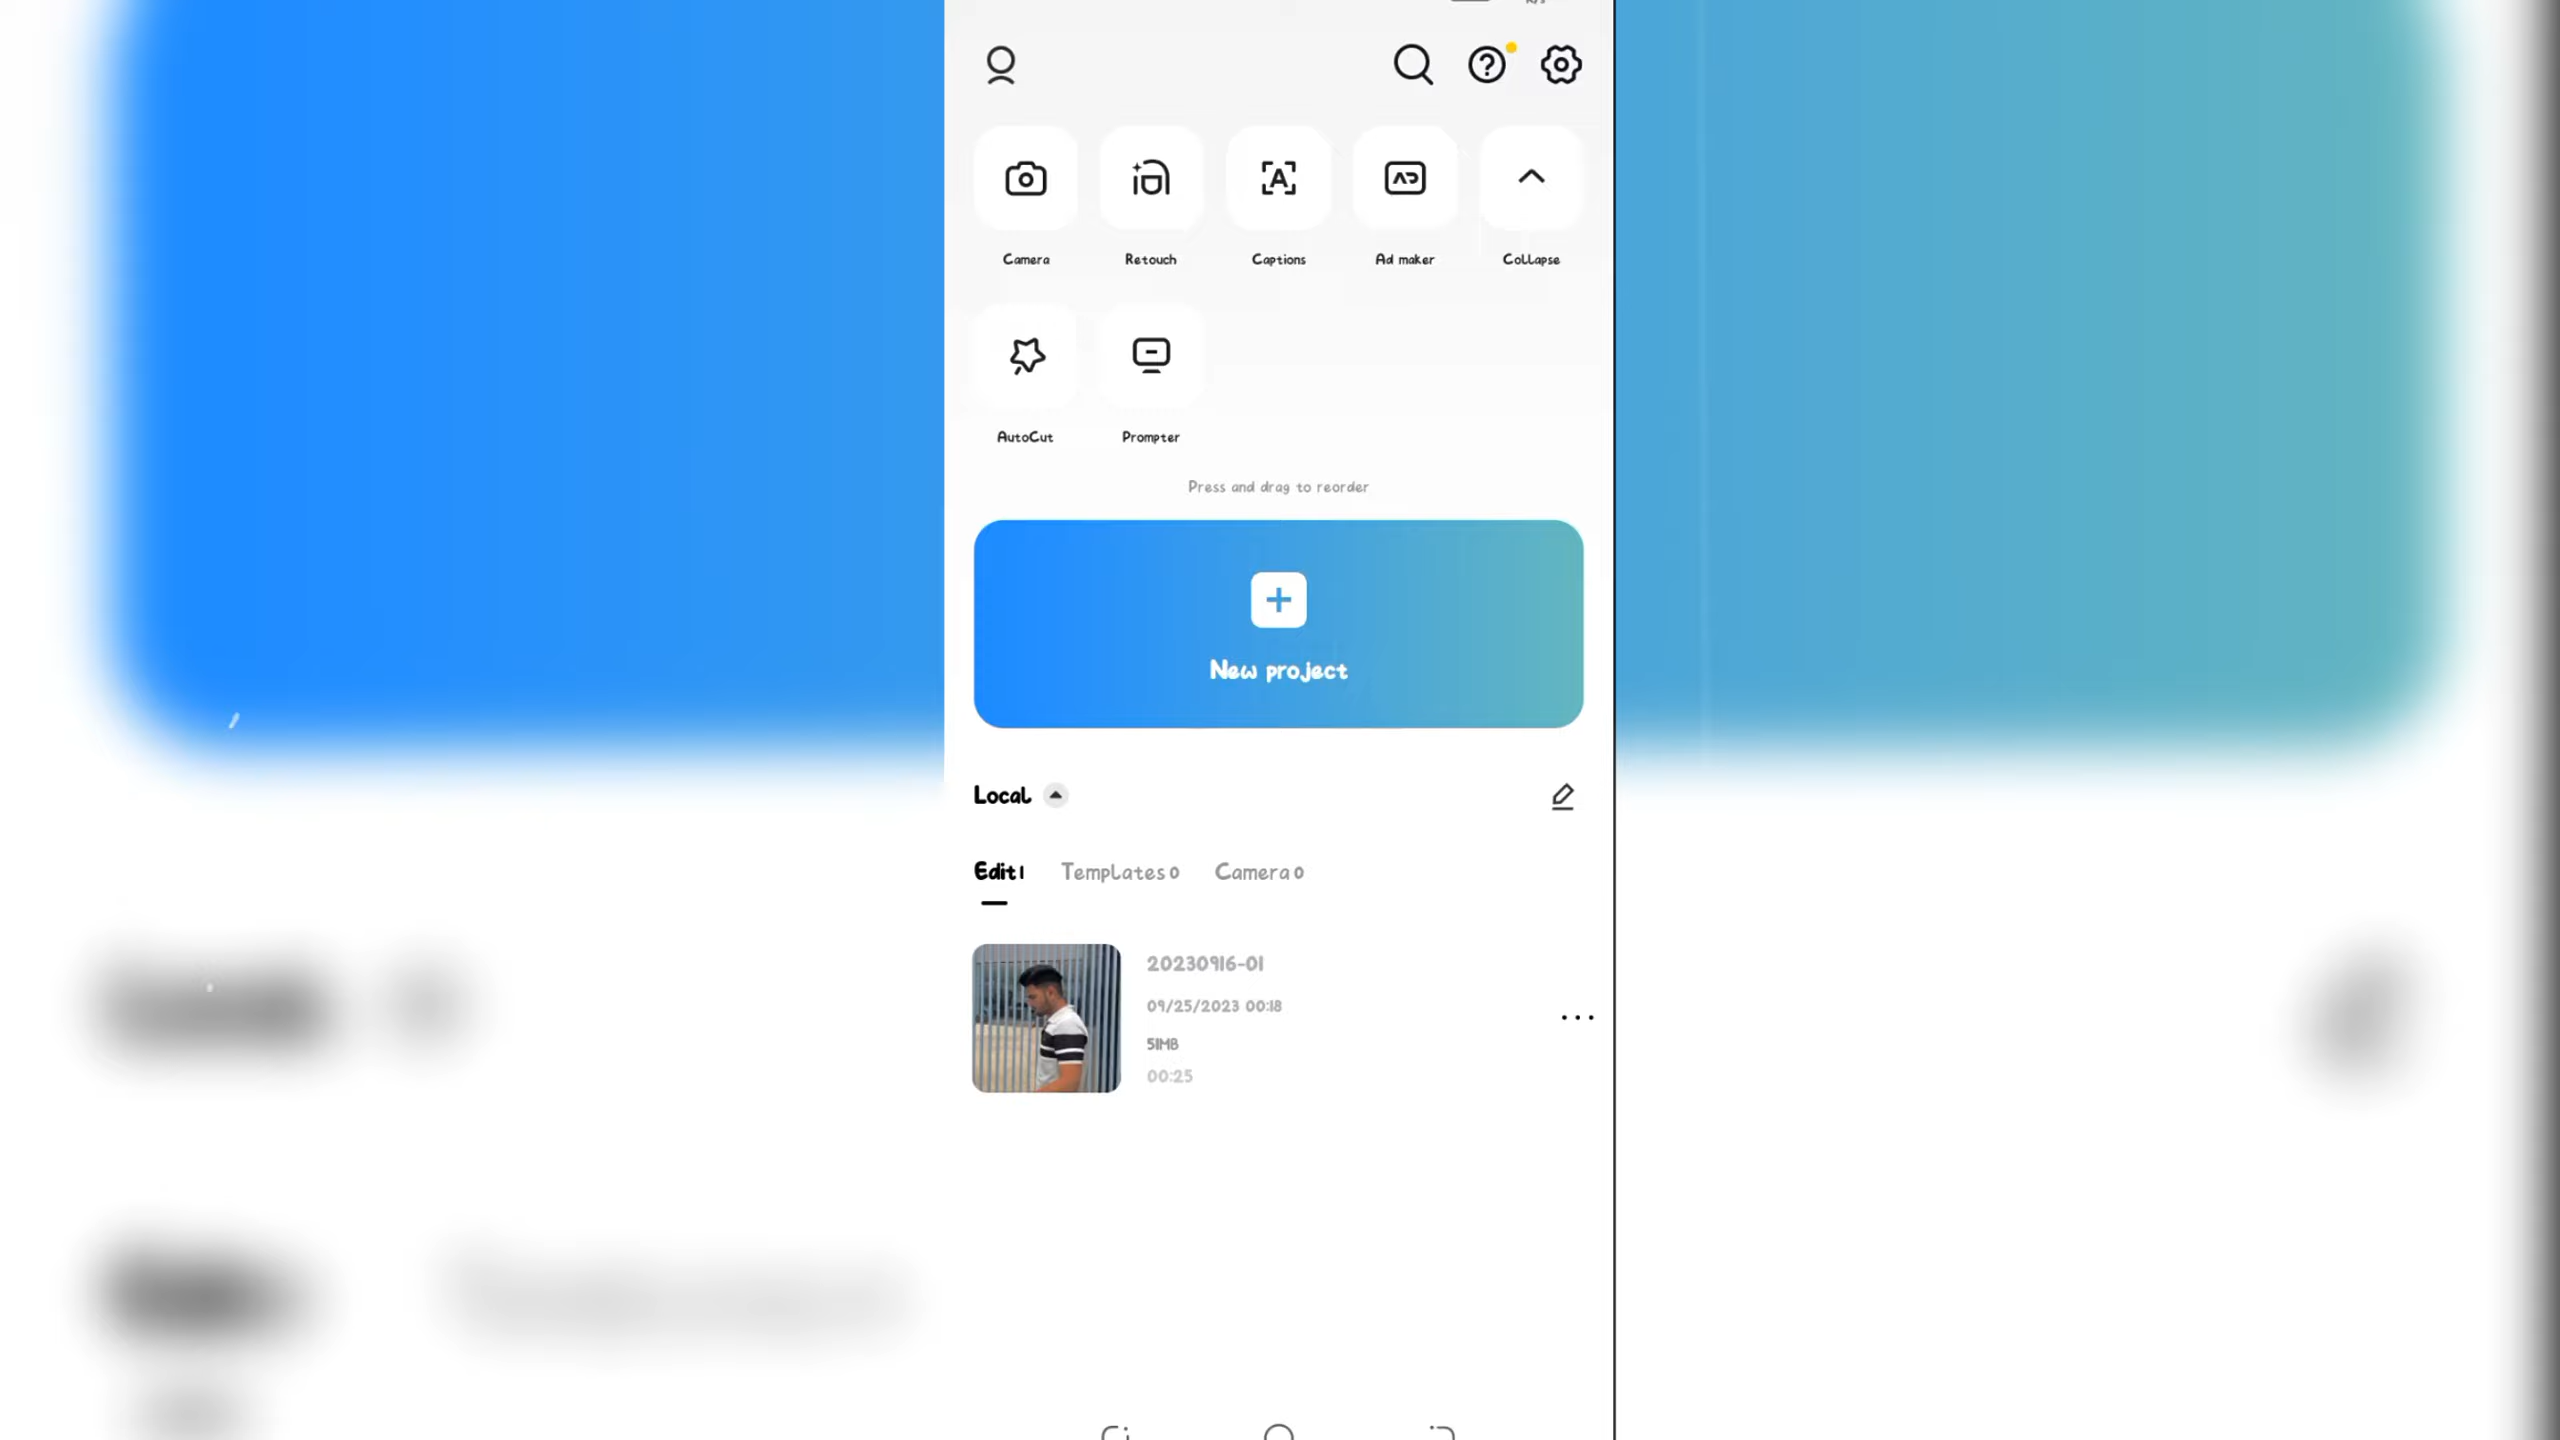 Camera Retouch Captions Ad maker Collapse
AutoCut Prompter
Press and drag to reorder
New project
Local
Edit 1 Templates 0 Camera 0
20230916-01
09/25/2023 00:18
51MB
00:25